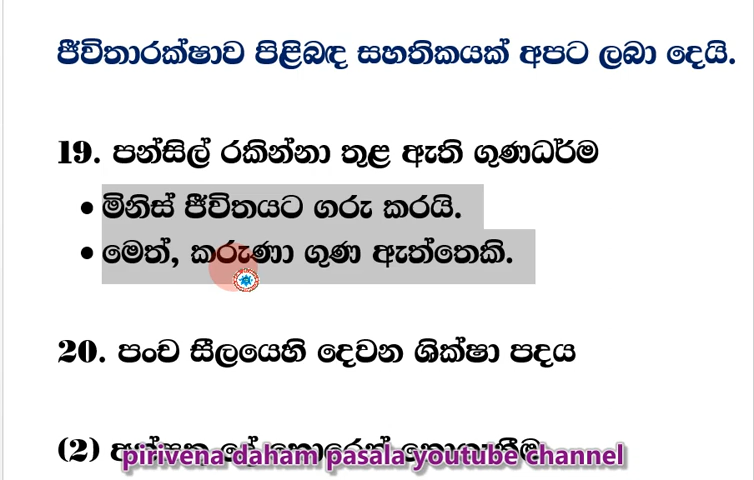 ජීවිතාරක්ෂාව පිළිබඳ සහතිකයක් අපට ලබා දෙයි.
19. පන්සිල් රකින්නා තුළ ඇති ගුණධර්ම
• මිනිස් ජීවිතයට ගරු කරයි.
• මෙත්, කරුණා ගුණ ඇත්තෙකි.
20. පංච සීලයෙහි දෙවන ශික්ෂා පදය
(2)
pirivena daham pasala youtube channel